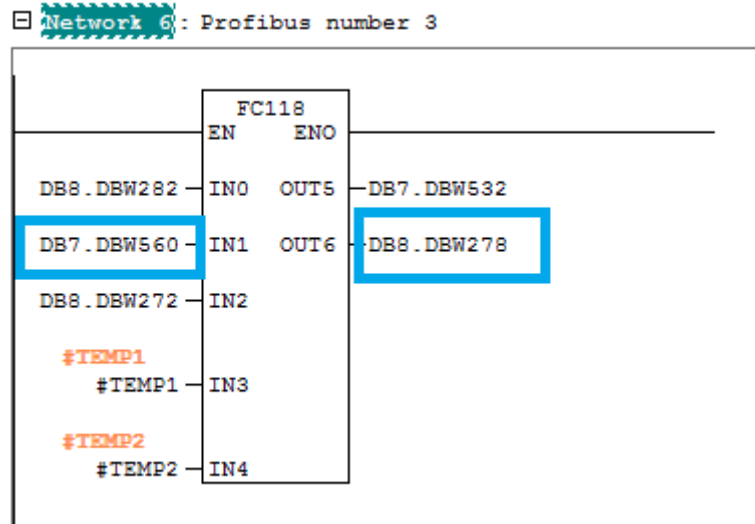 Network 6: Profibus number 3
FC118
EN ENO
DB8.DBW282 IN0 OUT5 DB7.DBW532
DB7.DBW560 IN1 OUT6 DB8.DBW278
DB8.DBW272 IN2
#TEMP1
#TEMP1 IN3
#TEMP2
#TEMP2 IN4